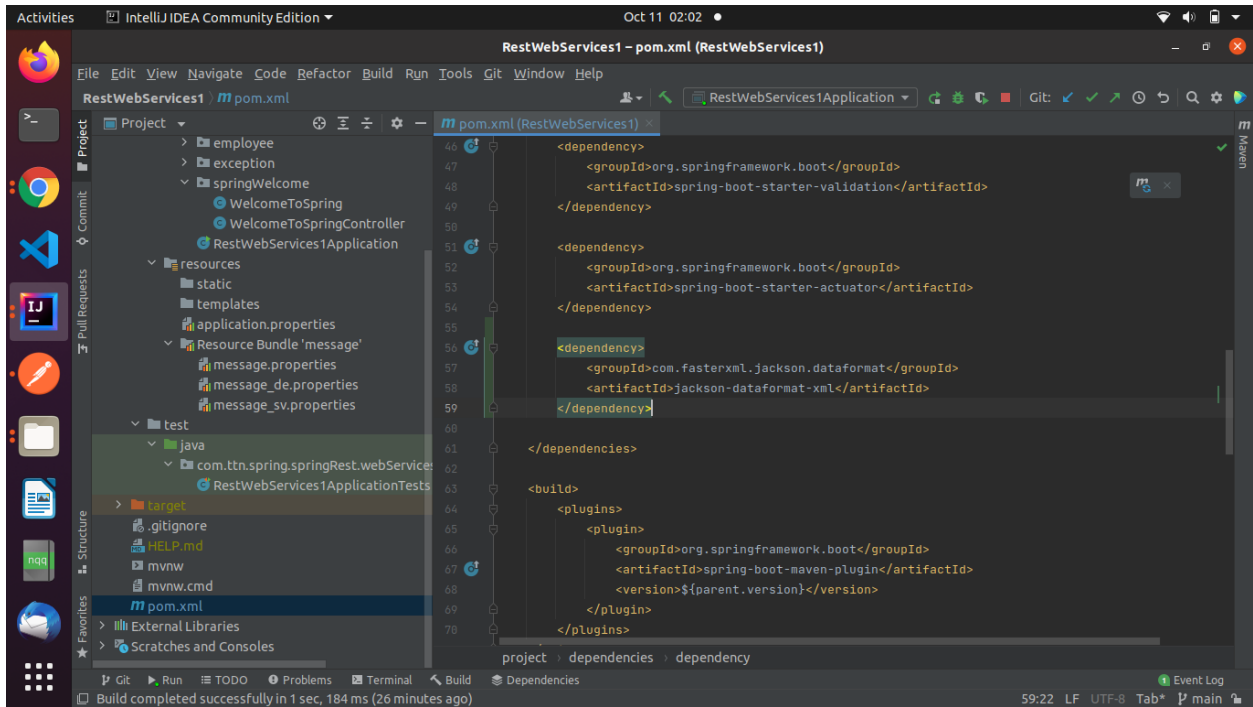 Activities
IntelliJ IDEA Community Edition
Oct 11 02:02
RestWebServices1 – pom.xml (RestWebServices1)
File Edit View Navigate Code Refactor Build Run Tools Git Window Help
RestWebServices1 pom.xml
RestWebServices1Application
Git:
Project
pom.xml (RestWebServices1)
Project
Commit
Pull Requests
Structure
Favorites
Maven
employee
exception
springWelcome
WelcomeToSpring
WelcomeToSpringController
RestWebServices1Application
resources
static
templates
application.properties
Resource Bundle 'message'
message.properties
message_de.properties
message_sv.properties
test
java
com.ttn.spring.springRest.webServices
RestWebServices1ApplicationTests
target
.gitignore
HELP.md
mvnw
mvnw.cmd
pom.xml
External Libraries
Scratches and Consoles
46 <dependency>
47 <groupId>org.springframework.boot</groupId>
48 <artifactId>spring-boot-starter-validation</artifactId>
49 </dependency>
50
51 <dependency>
52 <groupId>org.springframework.boot</groupId>
53 <artifactId>spring-boot-starter-actuator</artifactId>
54 </dependency>
55
56 <dependency>
57 <groupId>com.fasterxml.jackson.dataformat</groupId>
58 <artifactId>jackson-dataformat-xml</artifactId>
59 </dependency>
60
61 </dependencies>
62
63 <build>
64 <plugins>
65 <plugin>
66 <groupId>org.springframework.boot</groupId>
67 <artifactId>spring-boot-maven-plugin</artifactId>
68 <version>${parent.version}</version>
69 </plugin>
70 </plugins>
project › dependencies › dependency
Git Run TODO Problems Terminal Build Dependencies
1 Event Log
Build completed successfully in 1 sec, 184 ms (26 minutes ago)
59:22 LF UTF-8 Tab* main
IJ
nqq